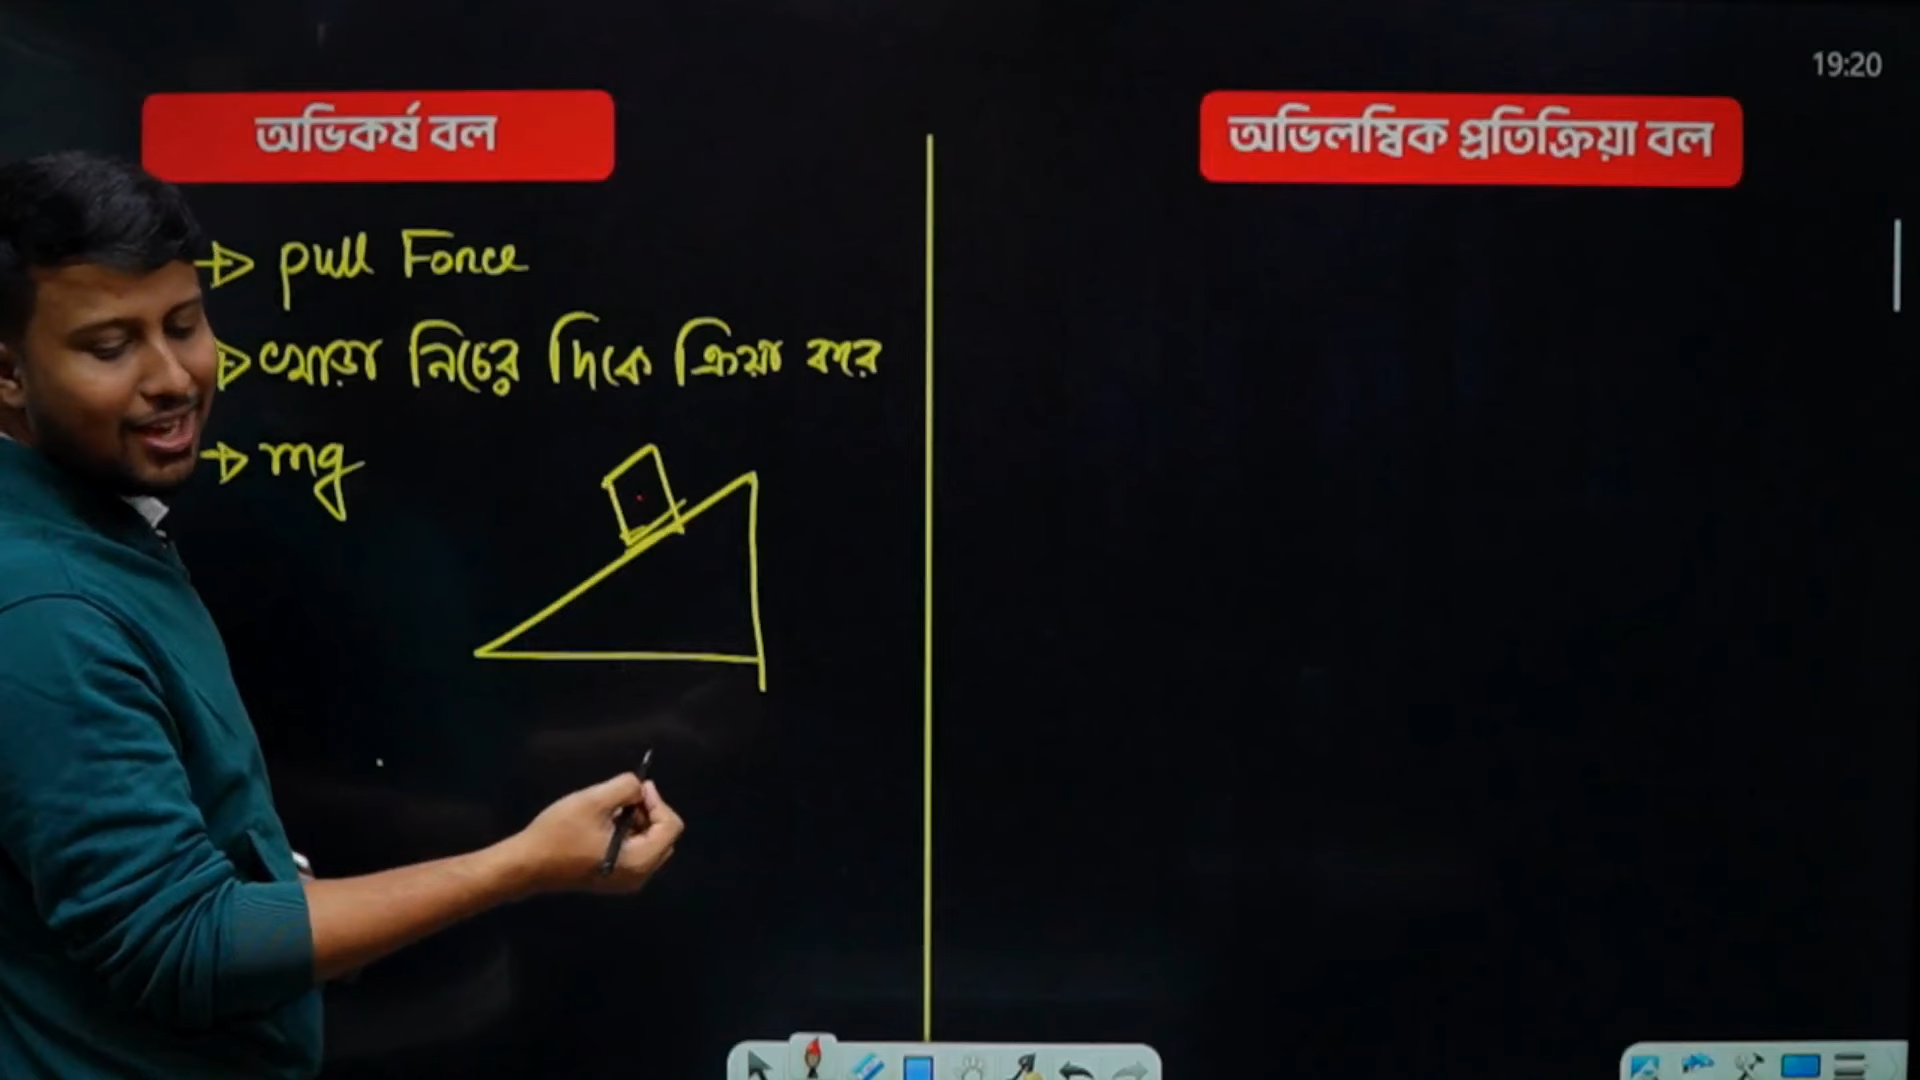 19:20
অভিকর্ষ বল
অভিলম্বিক প্রতিক্রিয়া বল
pull Force
খাড়া নিচের দিকে ক্রিয়া করে
mg